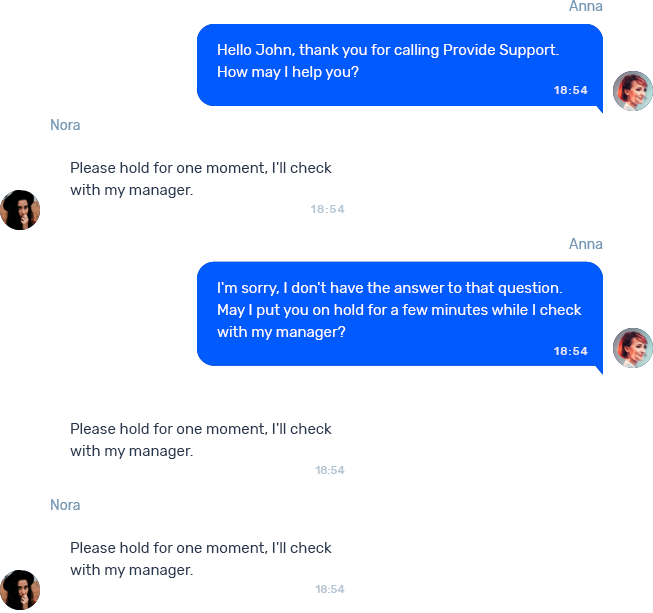 Anna
Hello John, thank you for calling Provide Support.
How may I help you?
18:54
Nora
Please hold for one moment, I'll check
with my manager.
18:54
Anna
I'm sorry, I don't have the answer to that question.
May I put you on hold for a few minutes while I check
with my manager?
18:54
Please hold for one moment, I'll check
with my manager.
18:54
Nora
Please hold for one moment, I'll check
with my manager.
18:54